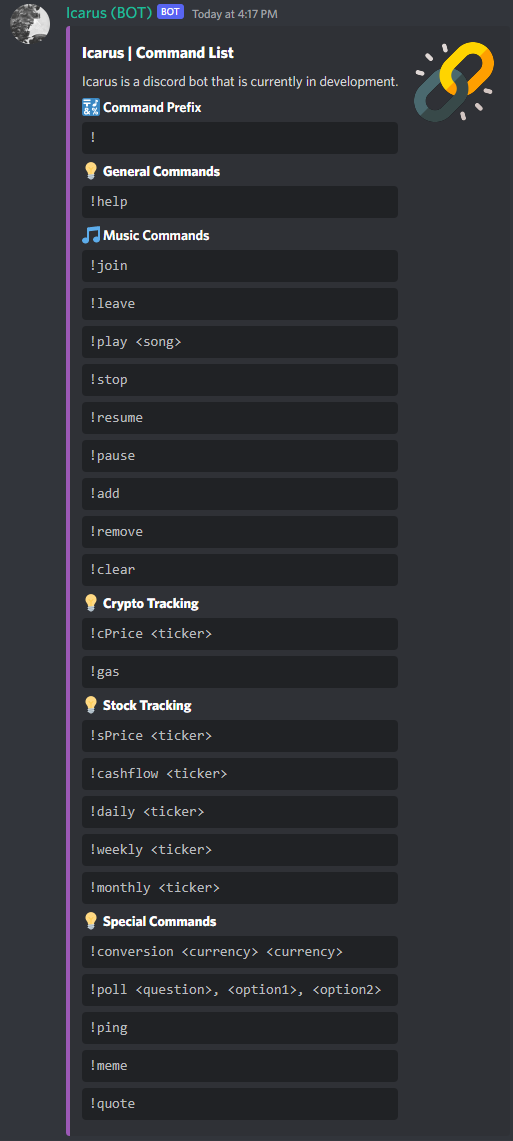 Icarus (BOT) BOT Today at 4:17 PM
Icarus | Command List
Icarus is a discord bot that is currently in development.
Command Prefix
!
General Commands
!help
Music Commands
!join
!leave
!play <song>
!stop
!resume
!pause
!add
!remove
!clear
Crypto Tracking
!cPrice <ticker>
!gas
Stock Tracking
!sPrice <ticker>
!cashflow <ticker>
!daily <ticker>
!weekly <ticker>
!monthly <ticker>
Special Commands
!conversion <currency> <currency>
!poll <question>, <option1>, <option2>
!ping
!meme
!quote